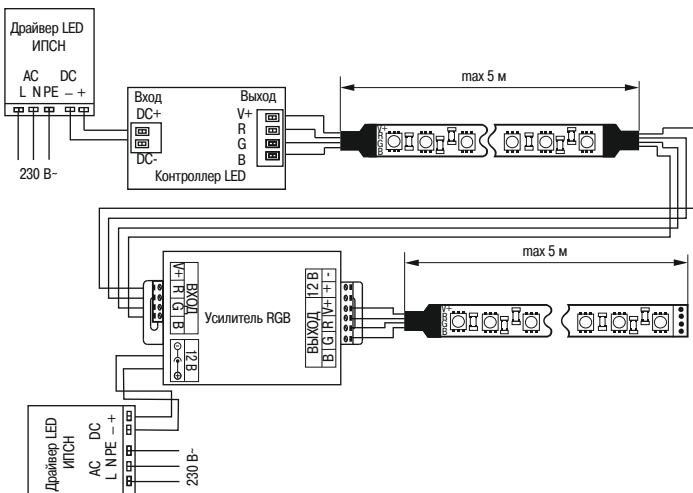 Драйвер LED
ИПСН
AC DC
L N PE – +
230 В~
Вход
DC+
DC-
Выход
V+
R
G
B
Контроллер LED
max 5 м
V+
R
G
B
max 5 м
V+
R
G
B
ВХОД
V+ R G B
12 В
Усилитель RGB
ВЫХОД 12 В
B G R V+ + -
Драйвер LED
ИПСН
AC DC
L N PE – +
230 В~